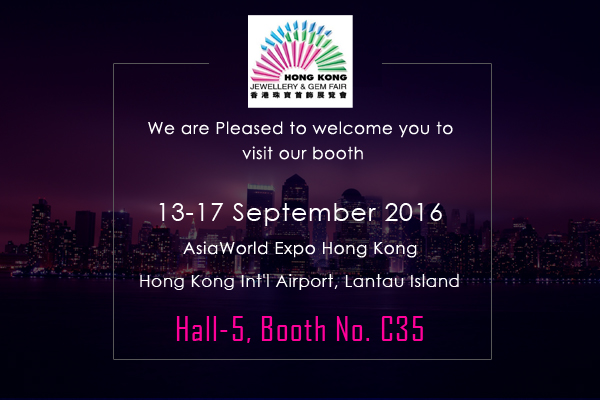 HONG KONG
JEWELLERY & GEM FAIR
香港珠寶首飾展覽會
We are Pleased to welcome you to
visit our booth
13-17 September 2016
AsiaWorld Expo Hong Kong
Hong Kong Int'l Airport, Lantau Island
Hall-5, Booth No. C35